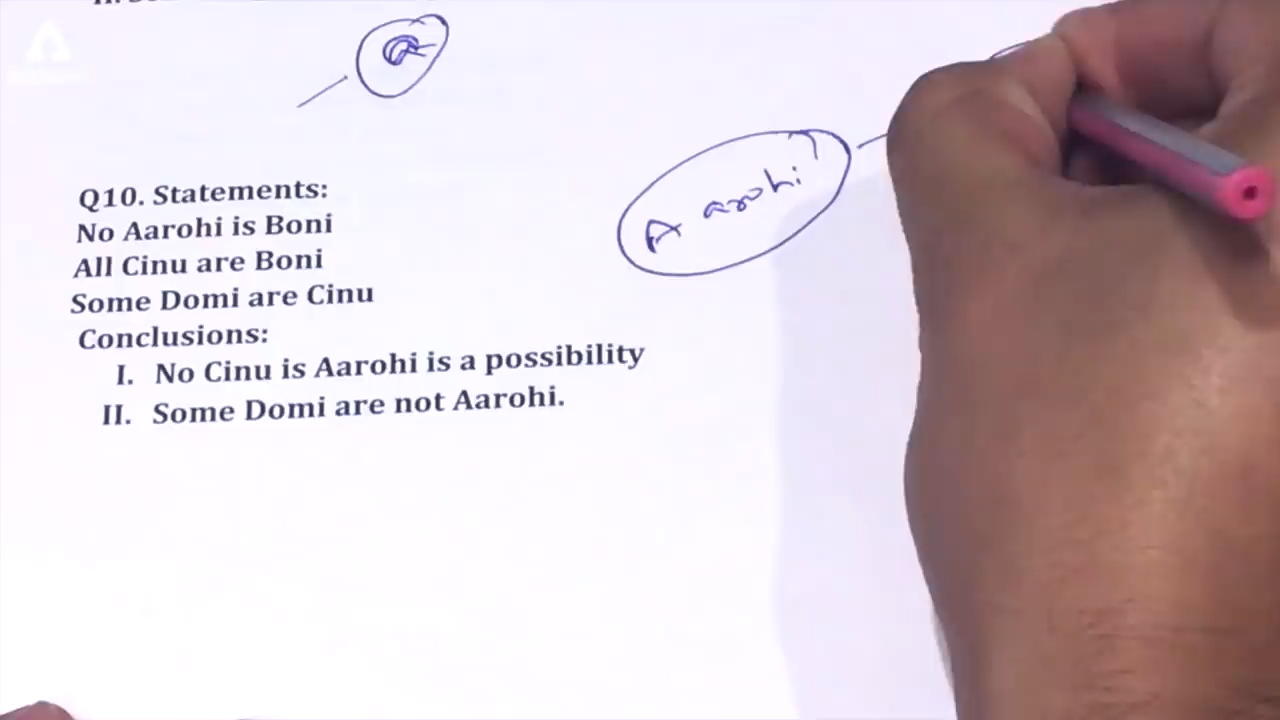 Q10. Statements:
No Aarohi is Boni
All Cinu are Boni
Some Domi are Cinu
Conclusions:
I. No Cinu is Aarohi is a possibility
II. Some Domi are not Aarohi.
Aarohi